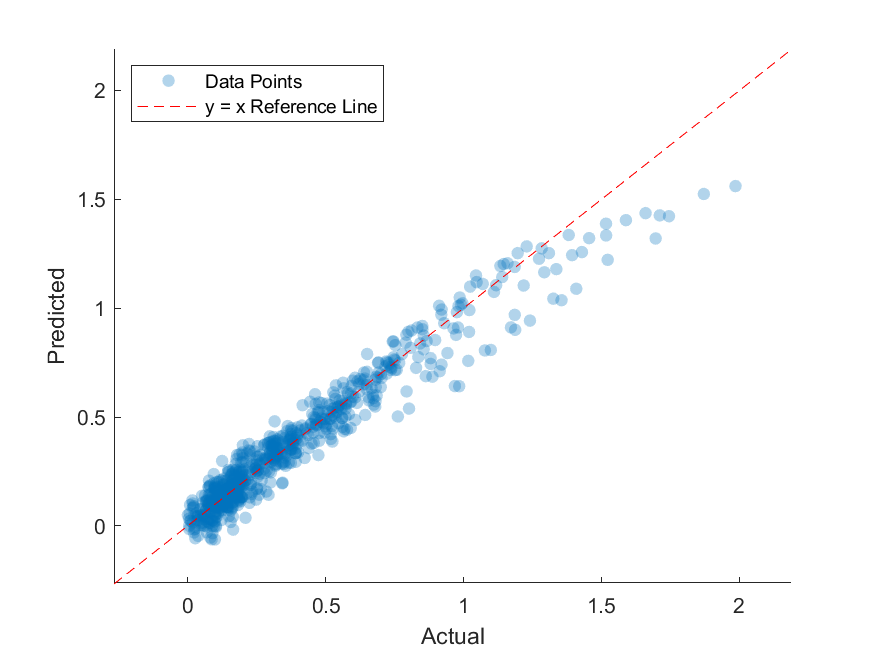 Data Points
y = x Reference Line
2
1.5
1
0.5
0
Predicted
0
0.5
1
1.5
2
Actual